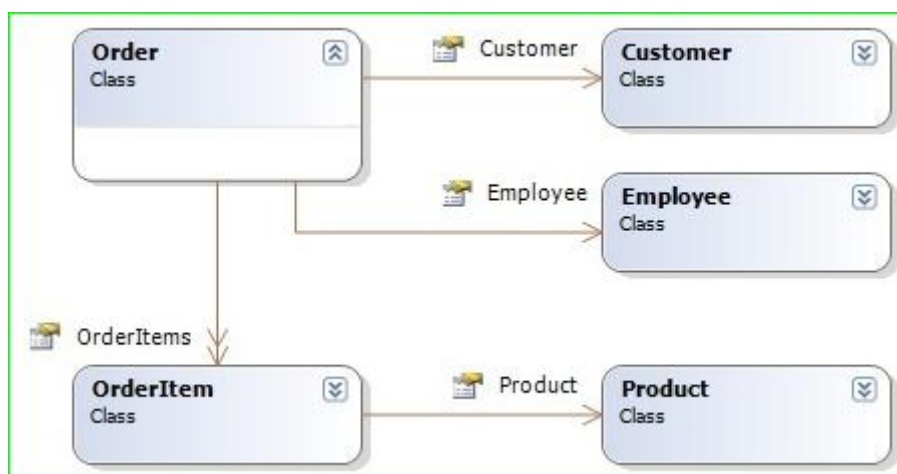 Order
Class
Customer
Customer
Class
Employee
Employee
Class
OrderItems
OrderItem
Class
Product
Product
Class